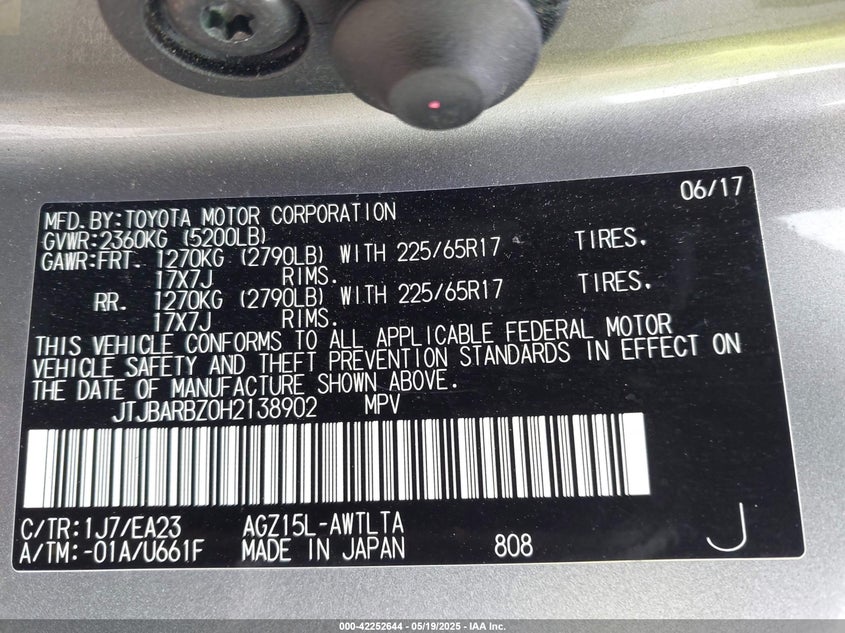 06/17
MFD. BY: TOYOTA MOTOR CORPORATION
GVWR: 2360KG (5200LB)
GAWR: FRT. 1270KG (2790LB) WITH 225/65R17 TIRES.
17X7J RIMS.
RR. 1270KG (2790LB) WITH 225/65R17 TIRES.
17X7J RIMS.
THIS VEHICLE CONFORMS TO ALL APPLICABLE FEDERAL MOTOR
VEHICLE SAFETY AND THEFT PREVENTION STANDARDS IN EFFECT ON
THE DATE OF MANUFACTURE SHOWN ABOVE.
JTJBARBZ0H2138902 MPV
C/TR: 1J7/EA23 AGZ15L-AWTLTA
A/TM: -01A/U661F MADE IN JAPAN 808 J
000-42252644 - 05/19/2025 - IAA Inc.